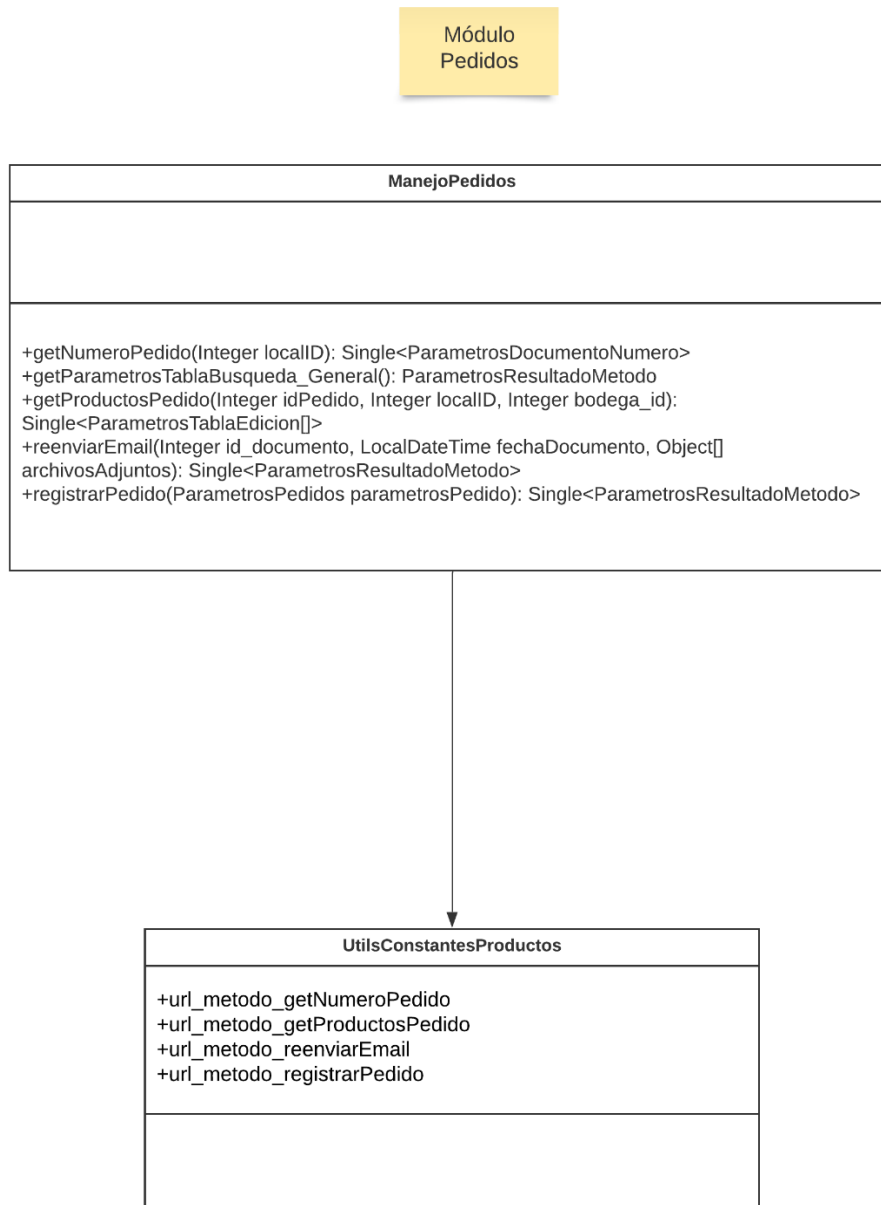 Módulo
Pedidos
ManejoPedidos
+getNumeroPedido(Integer localID): Single<ParametrosDocumentoNumero>
+getParametrosTablaBusqueda_General(): ParametrosResultadoMetodo
+getProductosPedido(Integer idPedido, Integer localID, Integer bodega_id):
Single<ParametrosTablaEdicion[]>
+reenviarEmail(Integer id_documento, LocalDateTime fechaDocumento, Object[]
archivosAdjuntos): Single<ParametrosResultadoMetodo>
+registrarPedido(ParametrosPedidos parametrosPedido): Single<ParametrosResultadoMetodo>
UtilsConstantesProductos
+url_metodo_getNumeroPedido
+url_metodo_getProductosPedido
+url_metodo_reenviarEmail
+url_metodo_registrarPedido